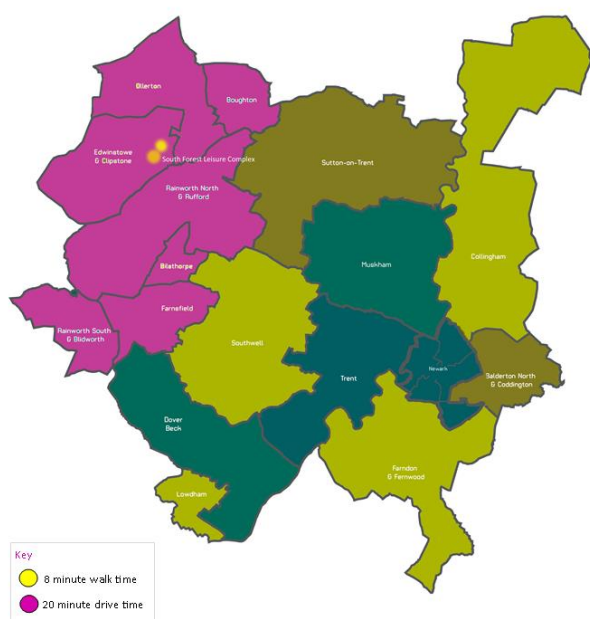 Ollerton
Boughton
Edwinstowe
& Clipstone
South Forest Leisure Complex
Sutton-on-Trent
Rainworth North
& Rufford
Collingham
Muskham
Bilsthorpe
Farnsfield
Rainworth South
& Blidworth
Southwell
Trent
Newark
Balderton North
& Coddington
Dover
Beck
Farndon
& Fernwood
Lowdham
Key
8 minute walk time
20 minute drive time